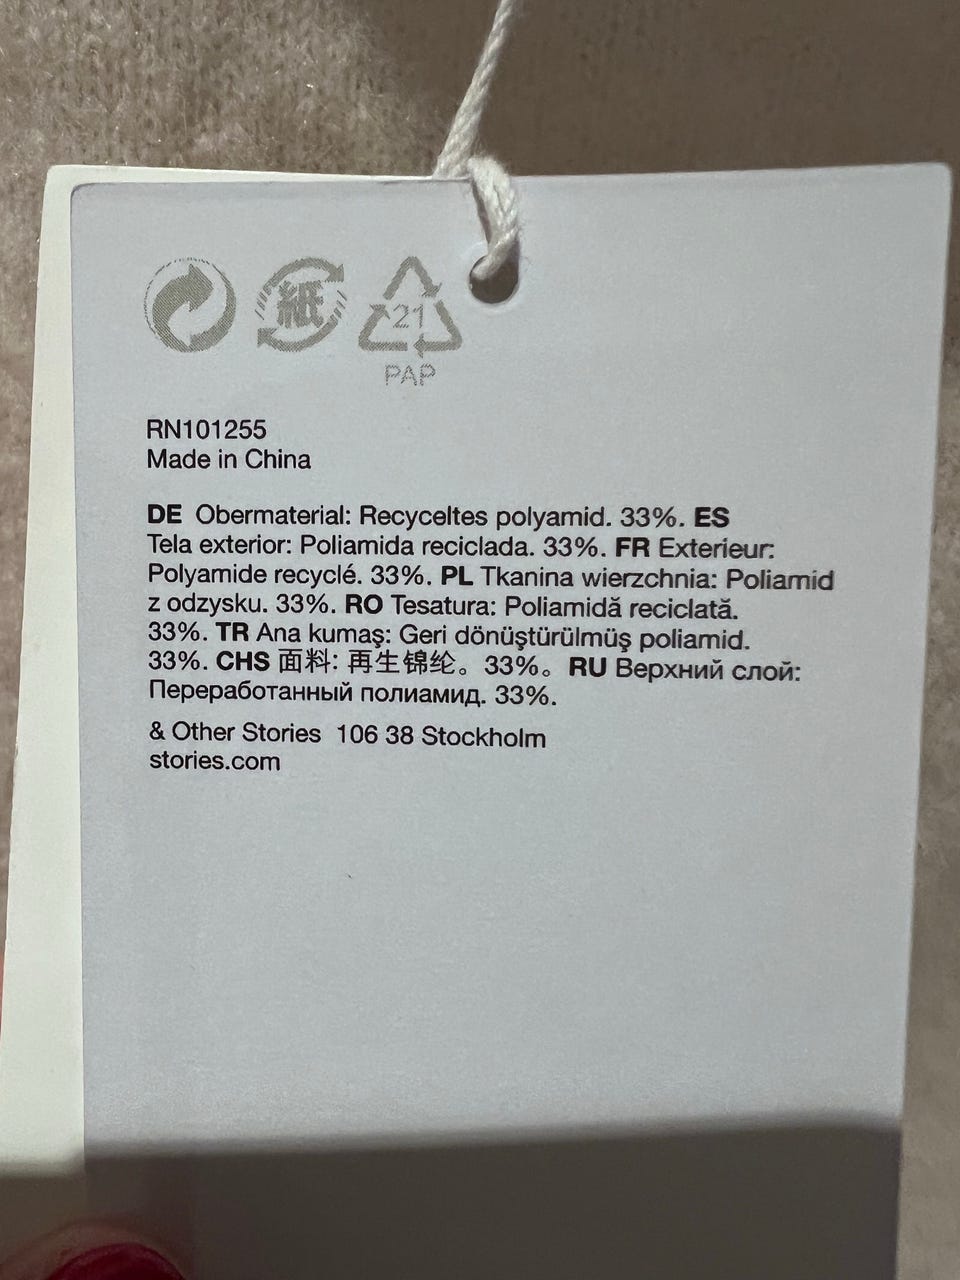 紙
21
PAP
RN101255
Made in China
DE Obermaterial: Recyceltes polyamid. 33%. ES
Tela exterior: Poliamida reciclada. 33%. FR Exterieur:
Polyamide recyclé. 33%. PL Tkanina wierzchnia: Poliamid
z odzysku. 33%. RO Tesatura: Poliamidă reciclată.
33%. TR Ana kumaş: Geri dönüştürülmüş poliamid.
33%. CHS 面料: 再生锦纶。33%。 RU Верхний слой:
Переработанный полиамид. 33%.
& Other Stories 106 38 Stockholm
stories.com